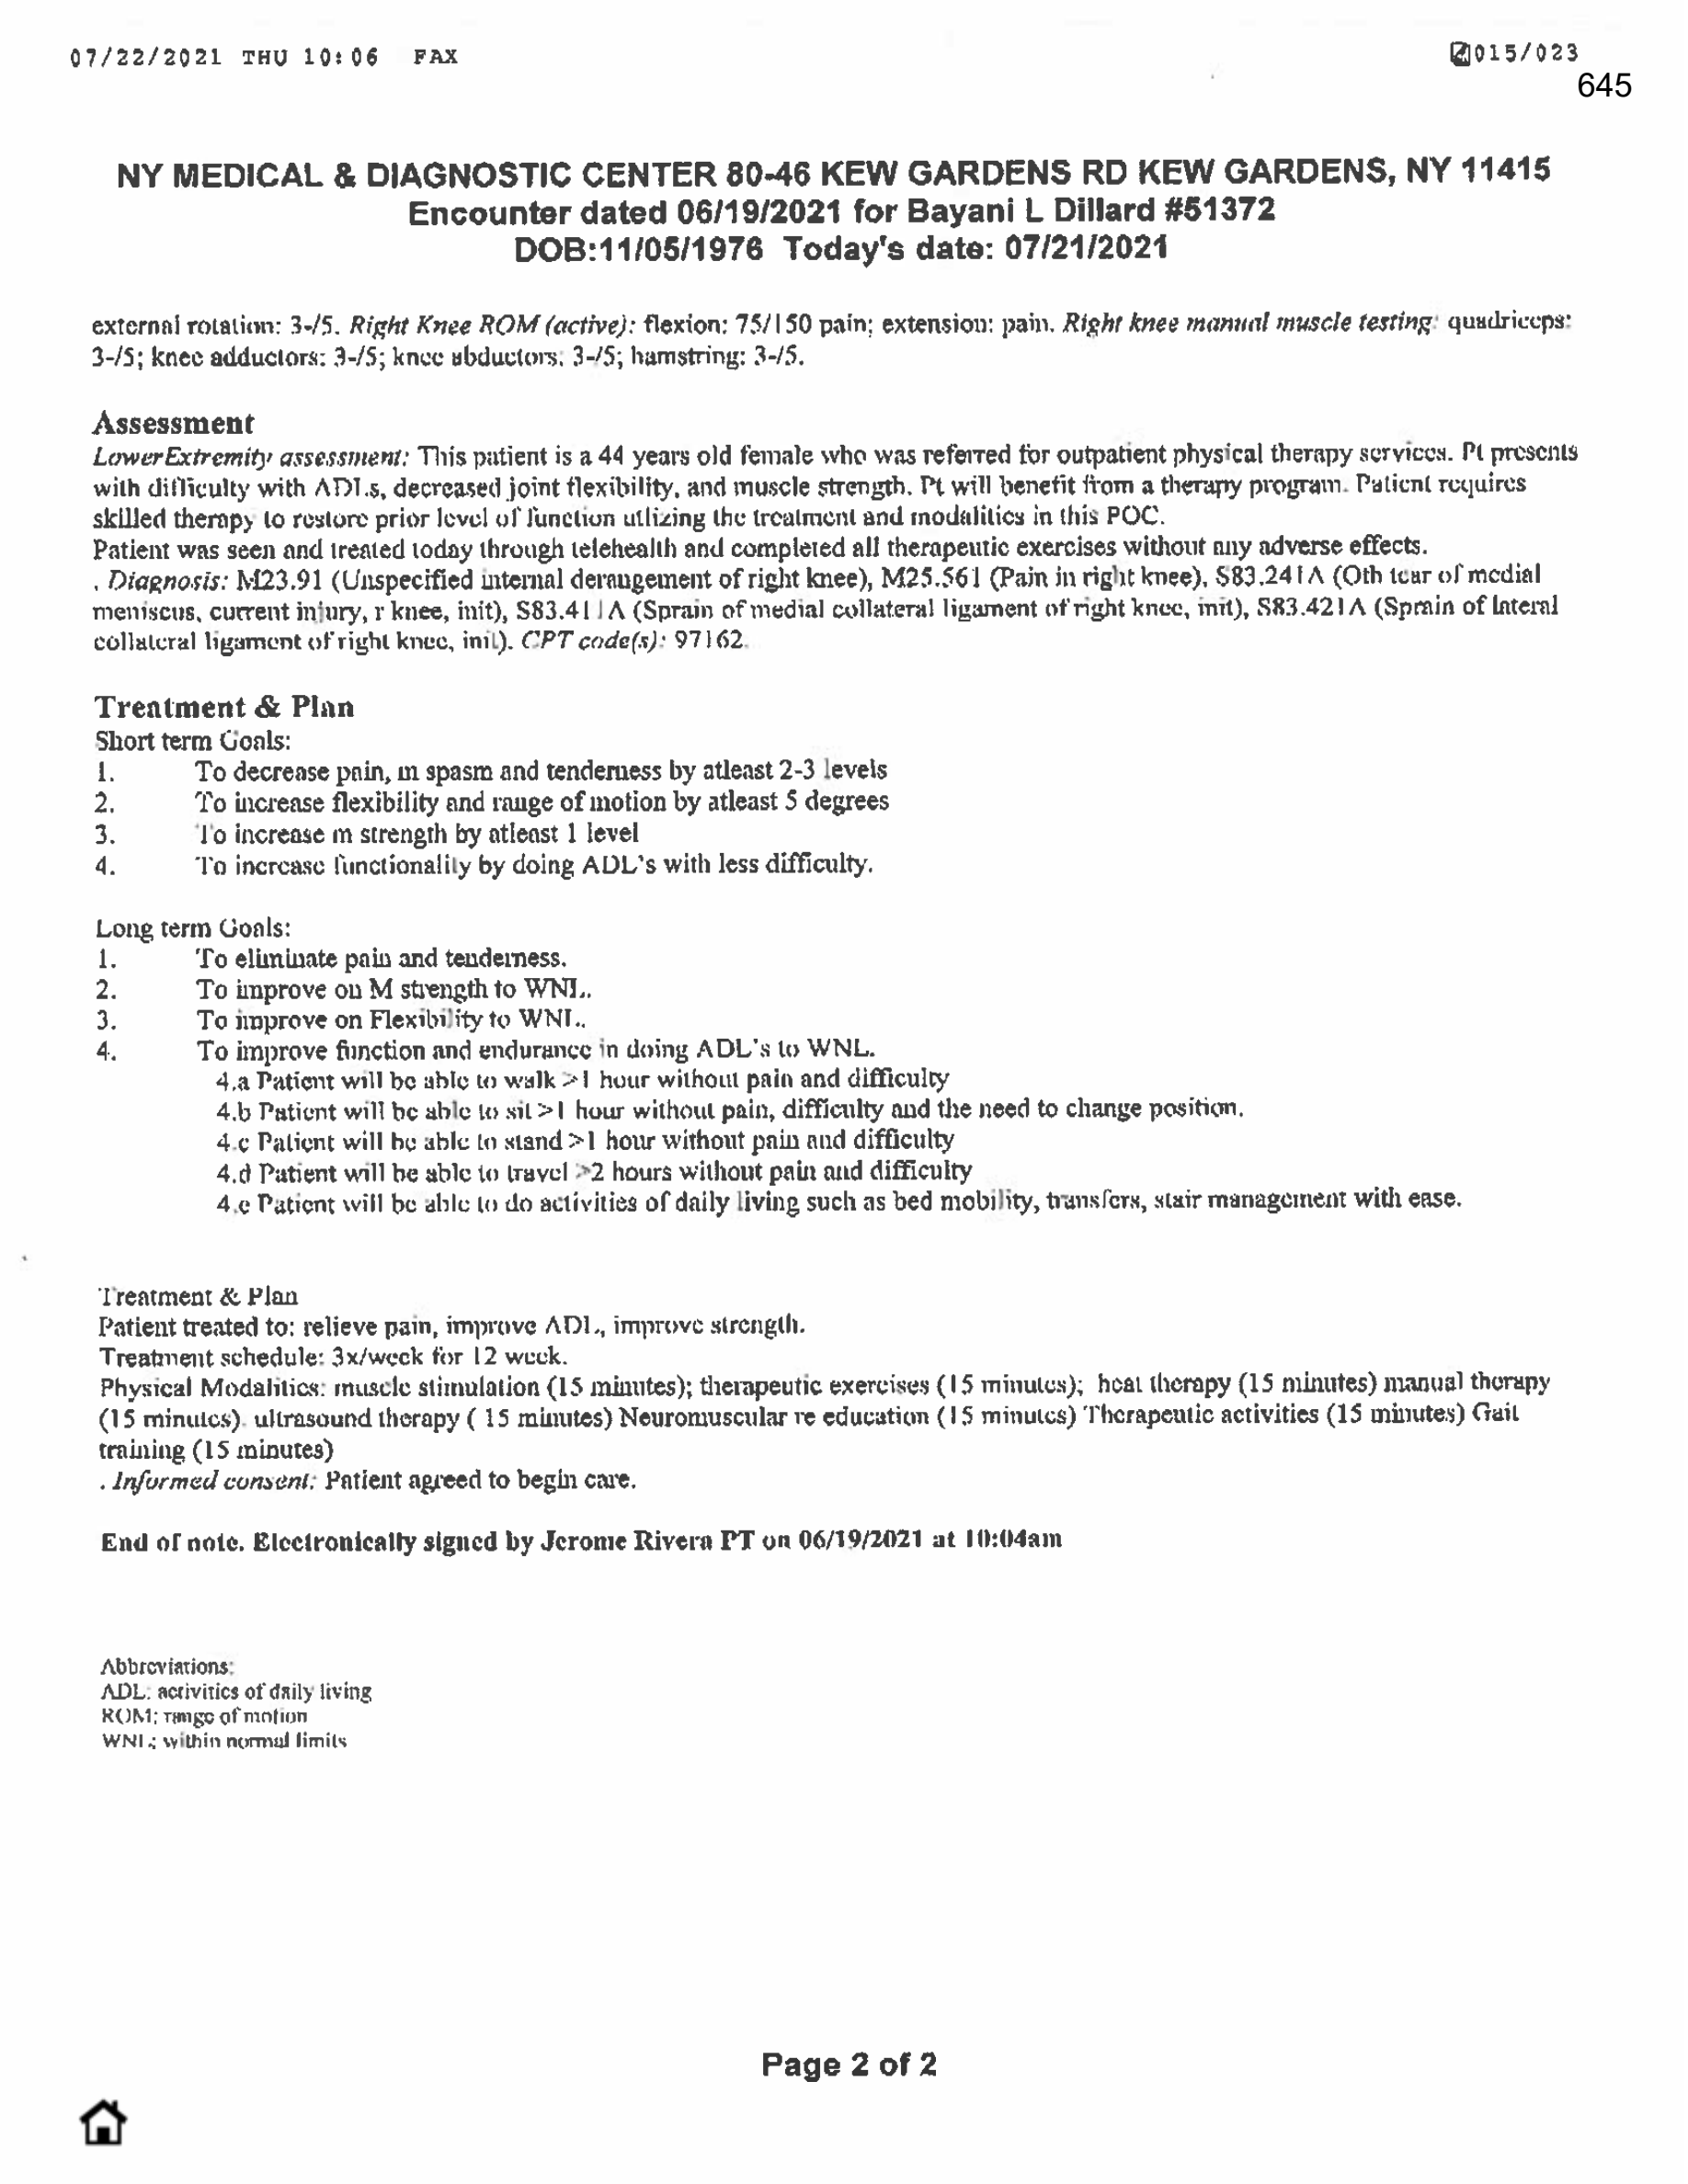 07/22/2021 THU 10:06 FAX
015/023
645
NY MEDICAL & DIAGNOSTIC CENTER 80-46 KEW GARDENS RD KEW GARDENS, NY 11415
Encounter dated 06/19/2021 for Bayani L Dillard #51372
DOB:11/05/1976 Today's date: 07/21/2021
external rotation: 3-/5. Right Knee ROM (active): flexion: 75/150 pain; extension: pain. Right knee manual muscle testing: quadriceps:
3-/5; knee adductors: 3-/5; knee abductors: 3-/5; hamstring: 3-/5.
Assessment
LowerExtremity assessment: This patient is a 44 years old female who was referred for outpatient physical therapy services. Pt presents
with difficulty with ADLs, decreased joint flexibility, and muscle strength. Pt will benefit from a therapy program. Patient requires
skilled therapy to restore prior level of function utlizing the treatment and modalities in this POC.
Patient was seen and treated today through telehealth and completed all therapeutic exercises without any adverse effects.
. Diagnosis: M23.91 (Unspecified internal derangement of right knee), M25.561 (Pain in right knee), S83.241A (Oth tear of medial
meniscus, current injury, r knee, init), S83.411A (Sprain of medial collateral ligament of right knee, init), S83.421A (Sprain of lateral
collateral ligament of right knee, init). CPT code(s): 97162.
Treatment & Plan
Short term Goals:
1. To decrease pain, m spasm and tenderness by atleast 2-3 levels
2. To increase flexibility and range of motion by atleast 5 degrees
3. To increase m strength by atleast 1 level
4. To increase functionality by doing ADL's with less difficulty.
Long term Goals:
1. To eliminate pain and tenderness.
2. To improve on M strength to WNL.
3. To improve on Flexibility to WNL.
4. To improve function and endurance in doing ADL's to WNL.
4.a Patient will be able to walk >1 hour without pain and difficulty
4.b Patient will be able to sit >1 hour without pain, difficulty and the need to change position.
4.c Patient will be able to stand >1 hour without pain and difficulty
4.d Patient will be able to travel >2 hours without pain and difficulty
4.e Patient will be able to do activities of daily living such as bed mobility, transfers, stair management with ease.
Treatment & Plan
Patient treated to: relieve pain, improve ADL, improve strength.
Treatment schedule: 3x/week for 12 week.
Physical Modalities: muscle stimulation (15 minutes); therapeutic exercises (15 minutes); heat therapy (15 minutes) manual therapy
(15 minutes). ultrasound therapy ( 15 minutes) Neuromuscular re education (15 minutes) Therapeutic activities (15 minutes) Gait
training (15 minutes)
. Informed consent: Patient agreed to begin care.
End of note. Electronically signed by Jerome Rivera PT on 06/19/2021 at 10:04am
Abbreviations:
ADL: activities of daily living
ROM: range of motion
WNL: within normal limits
Page 2 of 2